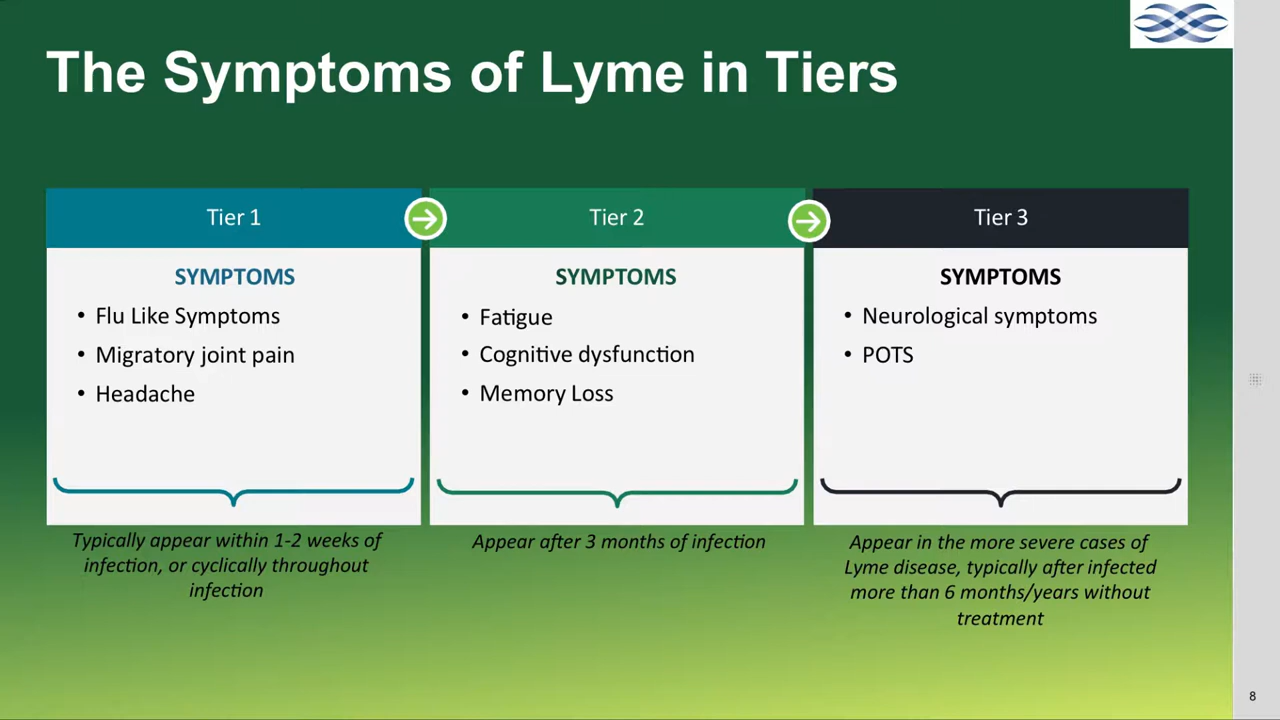 The Symptoms of Lyme in Tiers
Tier 1
SYMPTOMS
• Flu Like Symptoms
• Migratory joint pain
• Headache
Typically appear within 1-2 weeks of
infection, or cyclically throughout
infection
Tier 2
SYMPTOMS
• Fatigue
• Cognitive dysfunction
• Memory Loss
Appear after 3 months of infection
Tier 3
SYMPTOMS
• Neurological symptoms
• POTS
Appear in the more severe cases of
Lyme disease, typically after infected
more than 6 months/years without
treatment
8